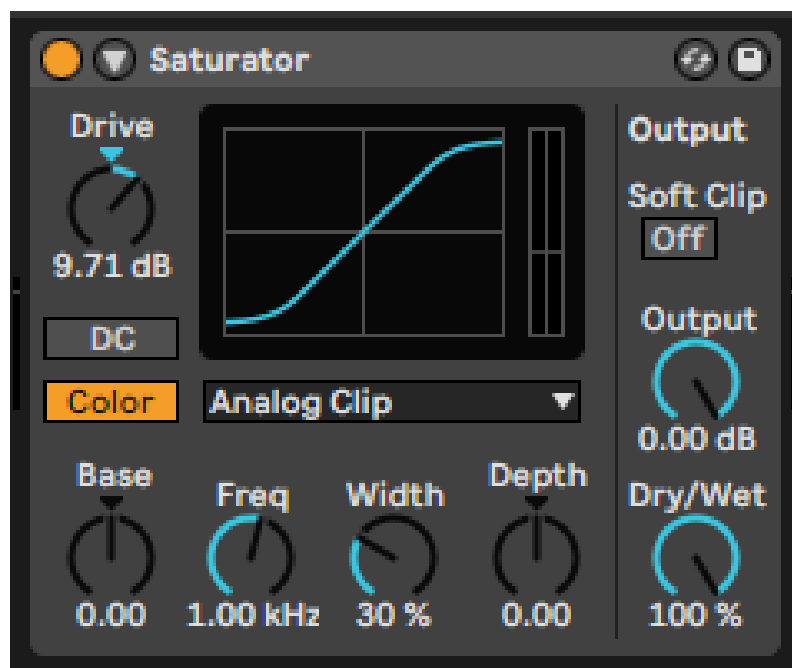 Saturator
Drive
9.71 dB
DC
Color
Analog Clip
Base
0.00
Freq
1.00 kHz
Width
30 %
Depth
0.00
Output
Soft Clip
Off
Output
0.00 dB
Dry/Wet
100 %